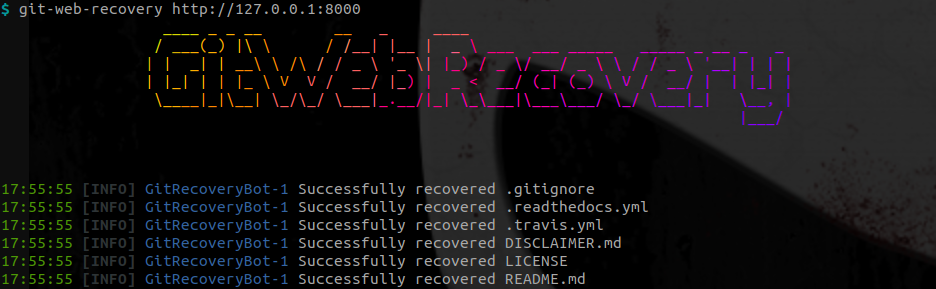 $ git-web-recovery http://127.0.0.1:8000
GitWebRecovery
17:55:55 [INFO] GitRecoveryBot-1 Successfully recovered .gitignore
17:55:55 [INFO] GitRecoveryBot-1 Successfully recovered .readthedocs.yml
17:55:55 [INFO] GitRecoveryBot-1 Successfully recovered .travis.yml
17:55:55 [INFO] GitRecoveryBot-1 Successfully recovered DISCLAIMER.md
17:55:55 [INFO] GitRecoveryBot-1 Successfully recovered LICENSE
17:55:55 [INFO] GitRecoveryBot-1 Successfully recovered README.md